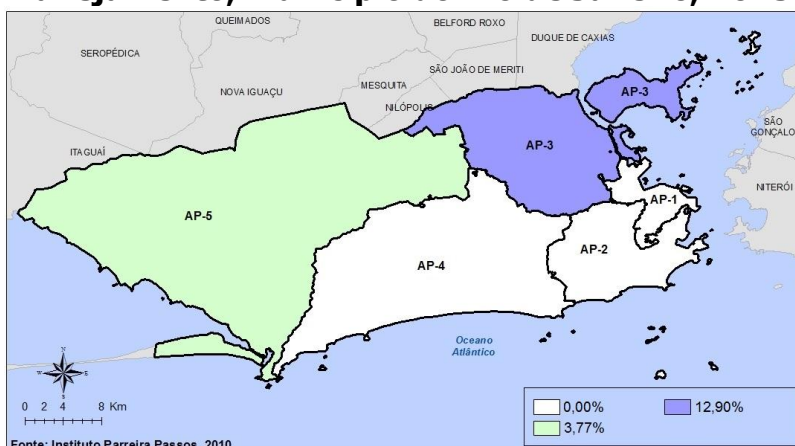 QUEIMADOS
BELFORD ROXO
SEROPÉDICA
DUQUE DE CAXIAS
SÃO JOÃO DE MERITI
NOVA IGUAÇU
MESQUITA
AP-3
NILÓPOLIS
SÃO
GONÇALO
ITAGUAÍ
AP-3
NITERÓI
AP-1
AP-5
AP-2
AP-4
Oceano
Atlântico
N
W E
S
0 2 4 8 Km
0,00% 12,90%
3,77%
Fonte: Instituto Parreira Passos, 2010